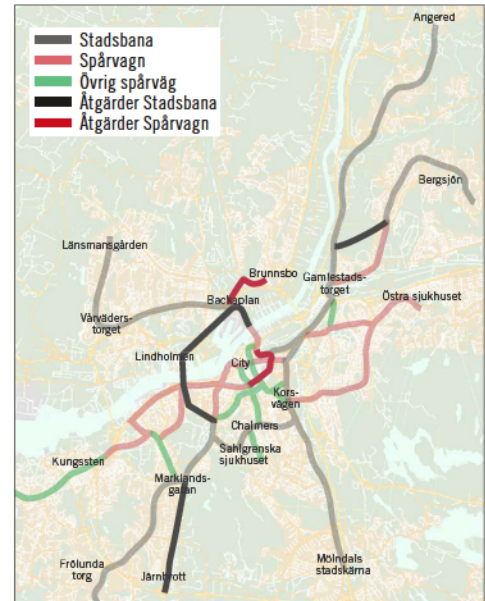 Angered
Stadsbana
Spårvagn
Övrig spårväg
Åtgärder Stadsbana
Åtgärder Spårvagn
Bergsjön
Länsmansgården
Brunnsbo
Gamlestads-
torget
Backaplan
Östra sjukhuset
Vårväders-
torget
Lindholmen
City
Kors-
vägen
Chalmers
Sahlgrenska
sjukhuset
Kungssten
Marklands-
gatan
Frölunda
torg
Järnbrott
Mölndals
stadskärna